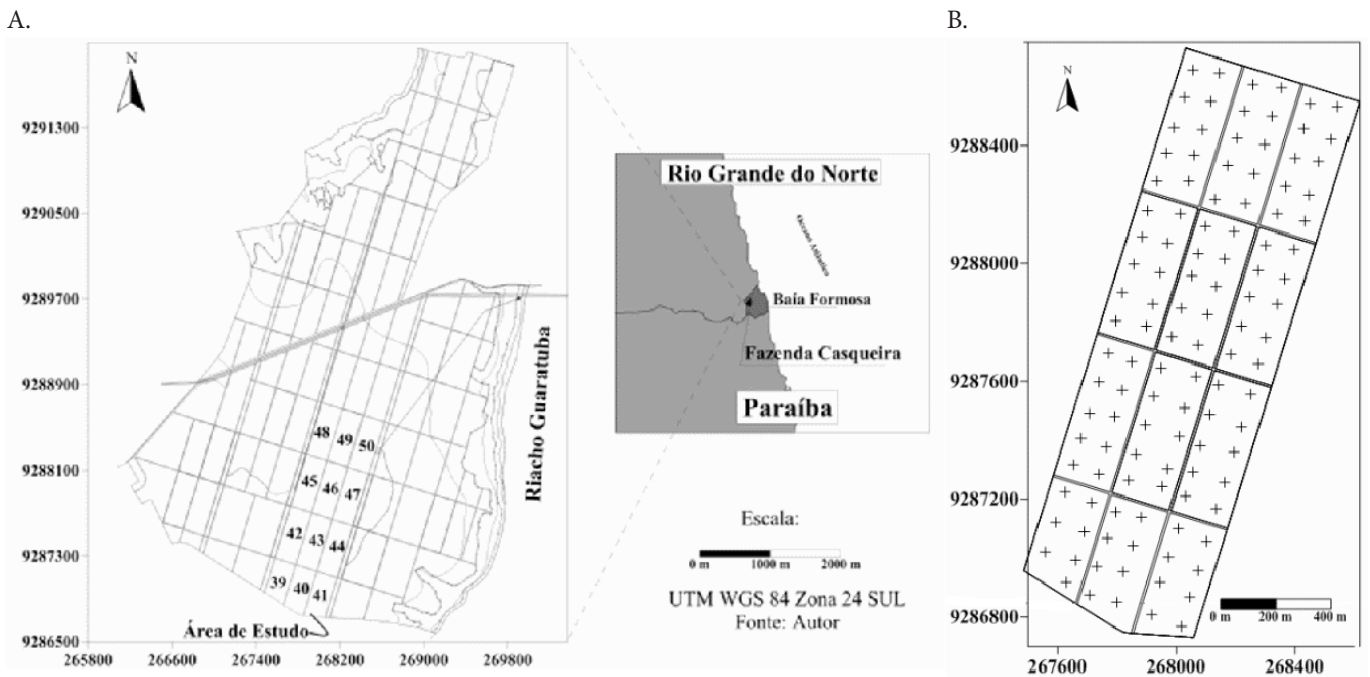 A.
B.
N
9291300
9290500
9289700
9288900
9288100
9287300
9286500
265800 266600 267400 268200 269000 269800
48 49 50
45 46 47
42 43 44
39 40 41
Área de Estudo
Riacho Guaratuba
Rio Grande do Norte
Oceano Atlântico
Baía Formosa
Fazenda Casqueira
Paraíba
Escala:
0 m 1000 m 2000 m
UTM WGS 84 Zona 24 SUL
Fonte: Autor
N
9288400
9288000
9287600
9287200
9286800
0 m 200 m 400 m
267600 268000 268400